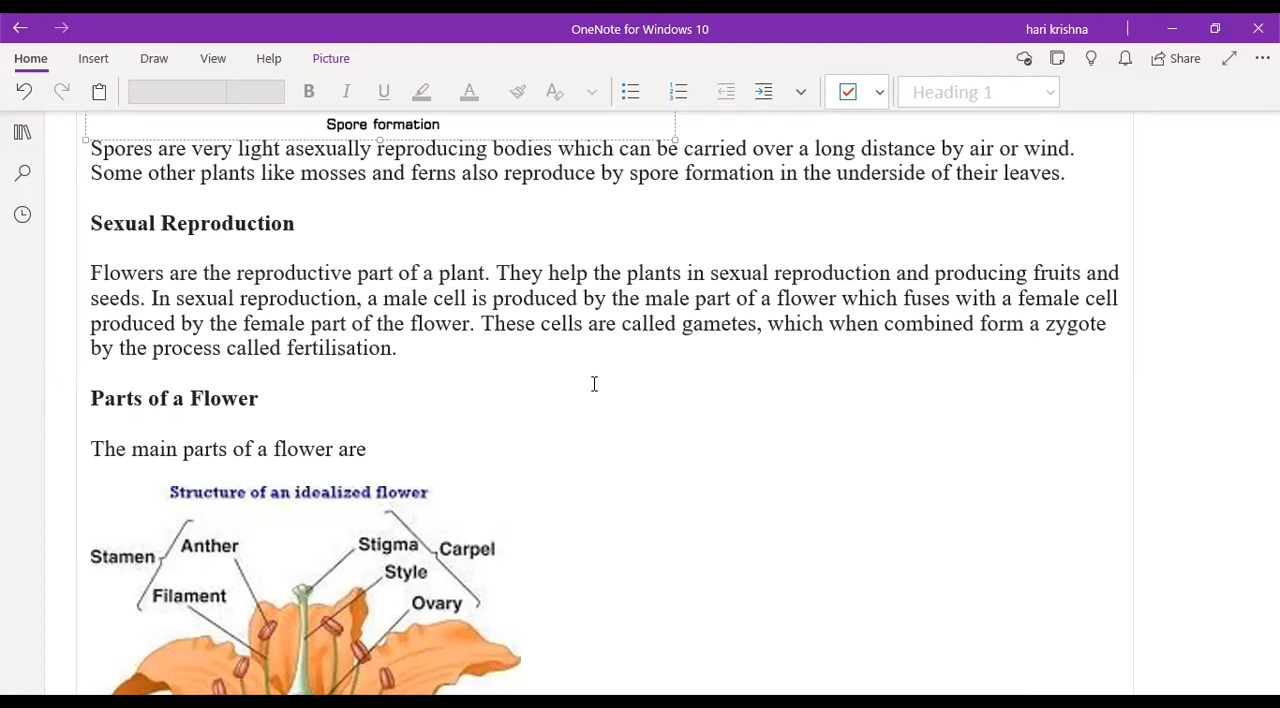 OneNote for Windows 10
hari krishna
Home Insert Draw View Help Picture
Share
B I U A A
Heading 1
Spore formation
Spores are very light asexually reproducing bodies which can be carried over a long distance by air or wind.
Some other plants like mosses and ferns also reproduce by spore formation in the underside of their leaves.
Sexual Reproduction
Flowers are the reproductive part of a plant. They help the plants in sexual reproduction and producing fruits and
seeds. In sexual reproduction, a male cell is produced by the male part of a flower which fuses with a female cell
produced by the female part of the flower. These cells are called gametes, which when combined form a zygote
by the process called fertilisation.
Parts of a Flower
The main parts of a flower are
Structure of an idealized flower
Stamen
Anther
Filament
Stigma
Style
Ovary
Carpel